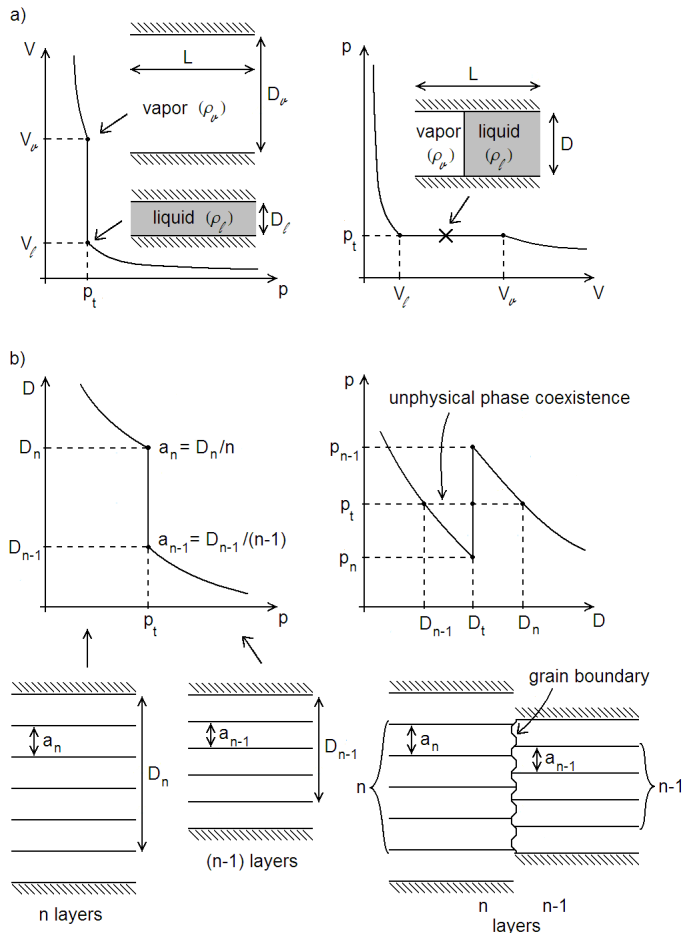 a)
V
L
D𝓋
vapor (ρ𝓋)
V𝓋
liquid (ρℓ)
Dℓ
Vℓ
pt
p
p
L
vapor
(ρ𝓋)
liquid
(ρℓ)
D
pt
Vℓ
V𝓋
V
b)
D
Dn
an = Dn/n
Dn-1
an-1 = Dn-1/(n-1)
pt
p
p
unphysical phase coexistence
pn-1
pt
pn
Dn-1
Dt
Dn
D
an
Dn
n layers
an-1
Dn-1
(n-1) layers
grain boundary
n
an
an-1
n-1
n n-1
layers